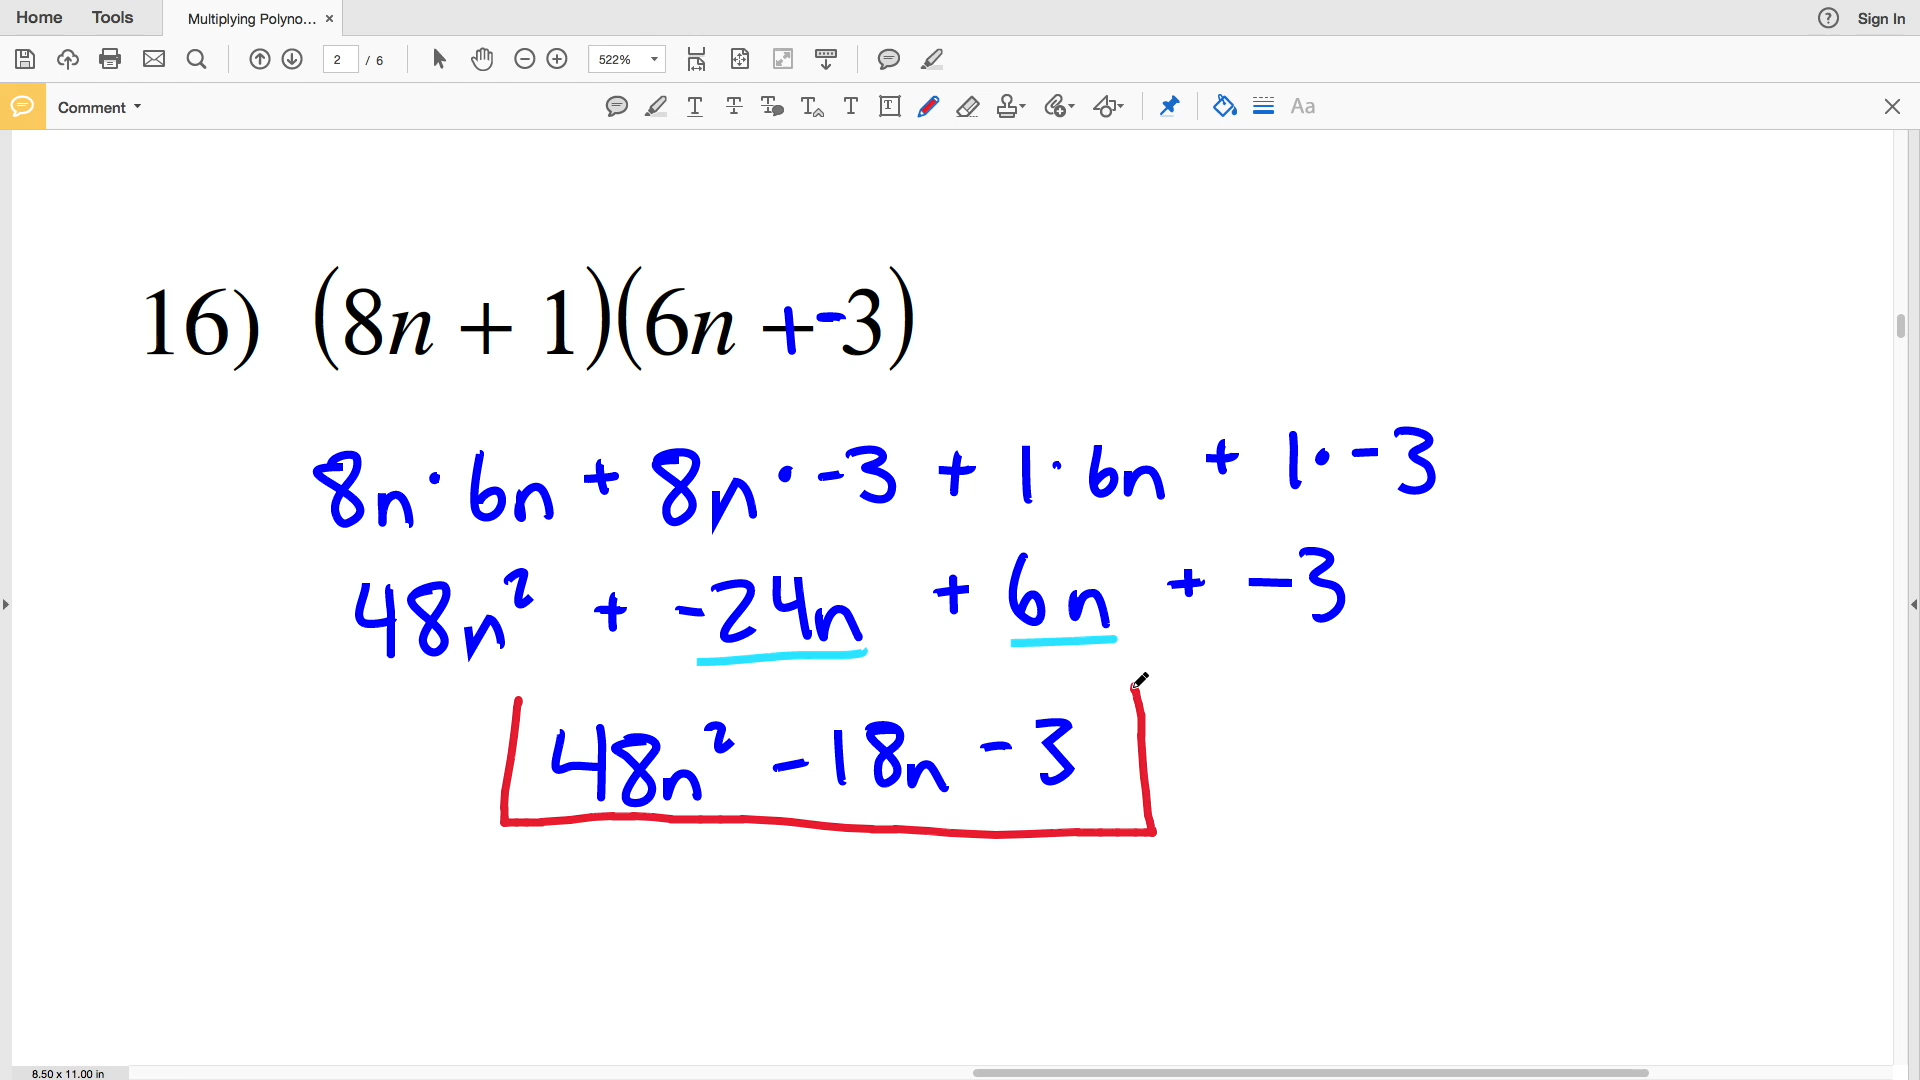 Home Tools Multiplying Polyno... × ? Sign In
2 / 6 522%
Comment T T T T T T Aa
16) (8n + 1)(6n + -3)
8n · 6n + 8n · -3 + 1 · 6n + 1 · -3
48n² + -24n + 6n + -3
48n² - 18n - 3
8.50 x 11.00 in